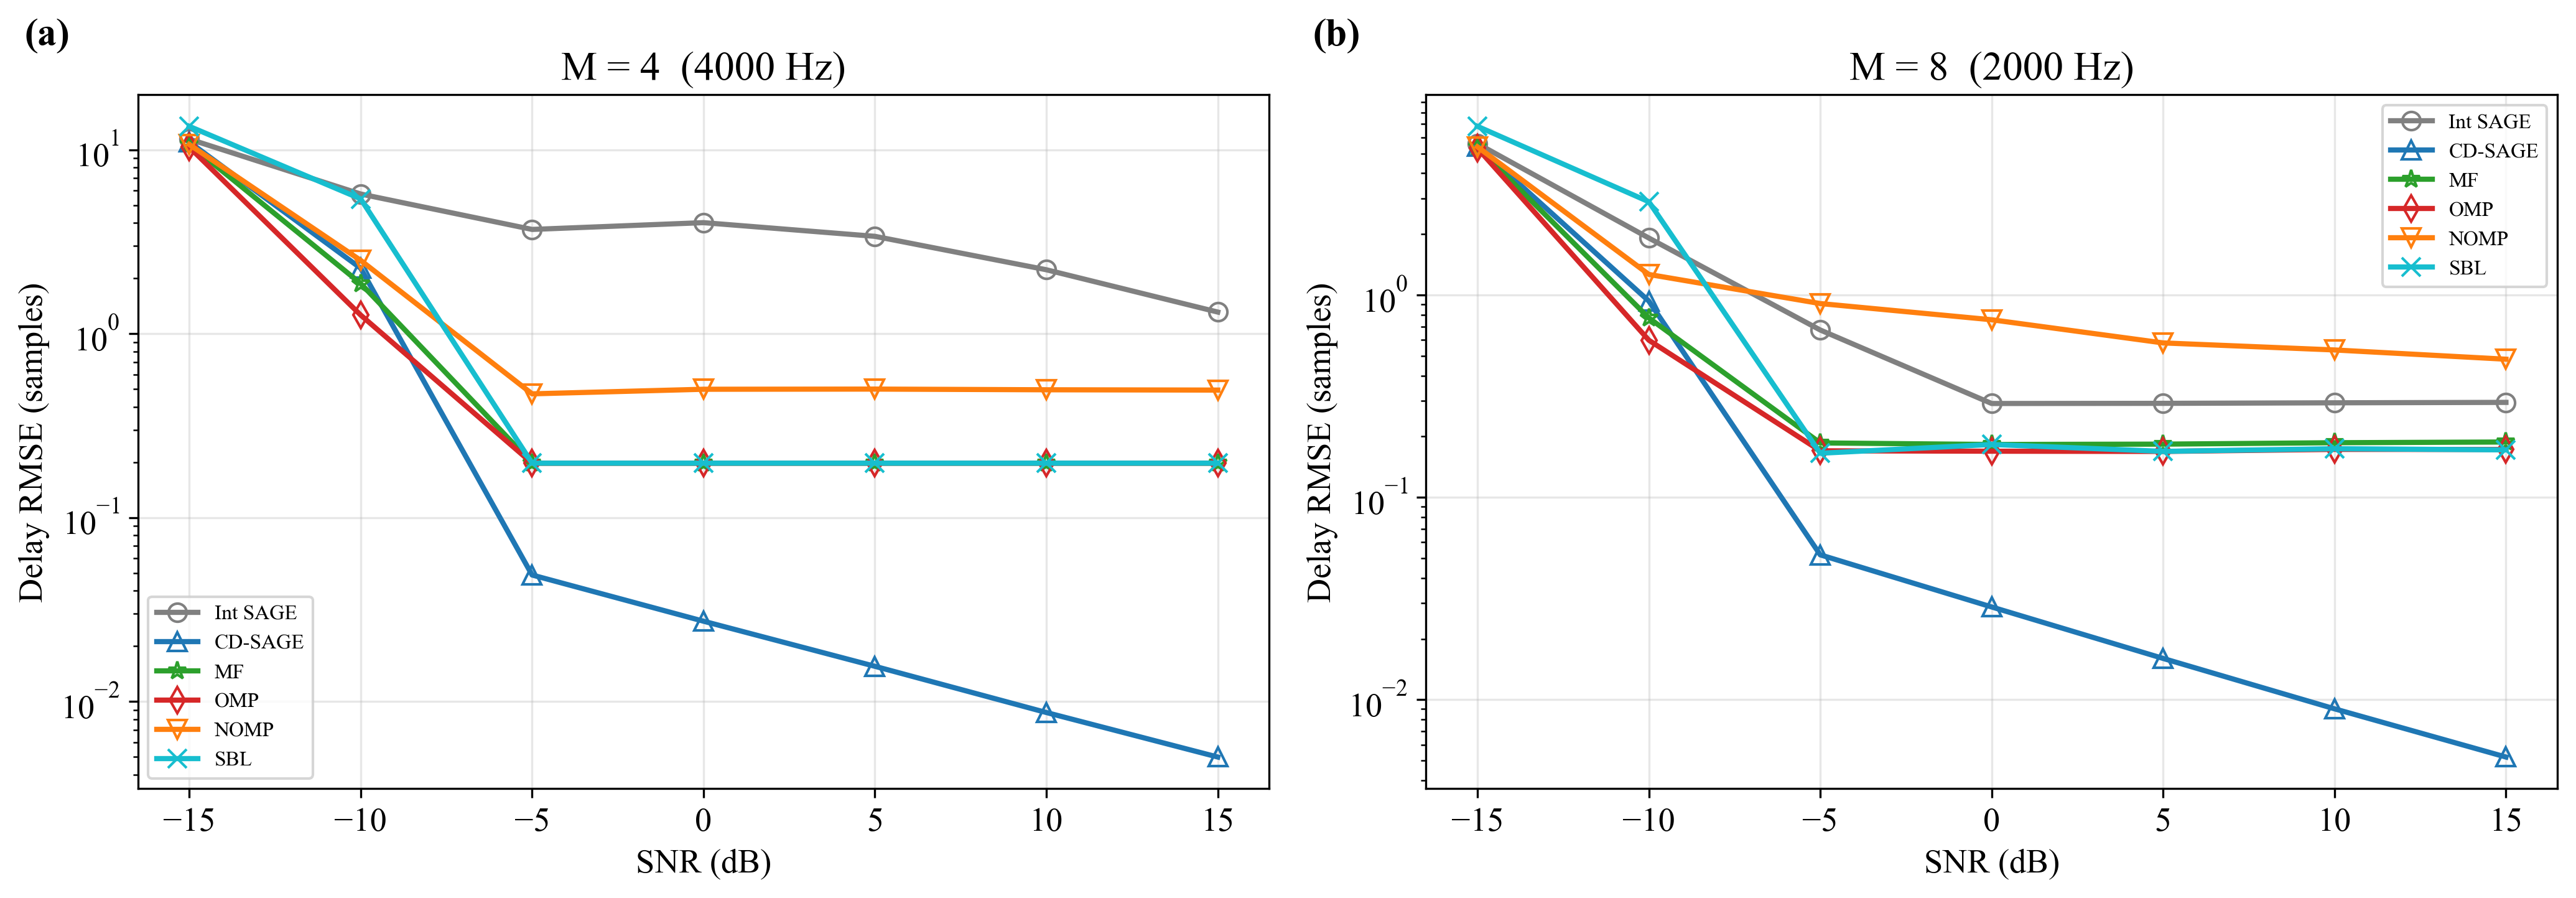 (a)
M = 4 (4000 Hz)
Delay RMSE (samples)
10^1
10^0
10^−1
10^−2
Int SAGE
CD-SAGE
MF
OMP
NOMP
SBL
−15 −10 −5 0 5 10 15
SNR (dB)
(b)
M = 8 (2000 Hz)
Delay RMSE (samples)
10^0
10^−1
10^−2
Int SAGE
CD-SAGE
MF
OMP
NOMP
SBL
−15 −10 −5 0 5 10 15
SNR (dB)